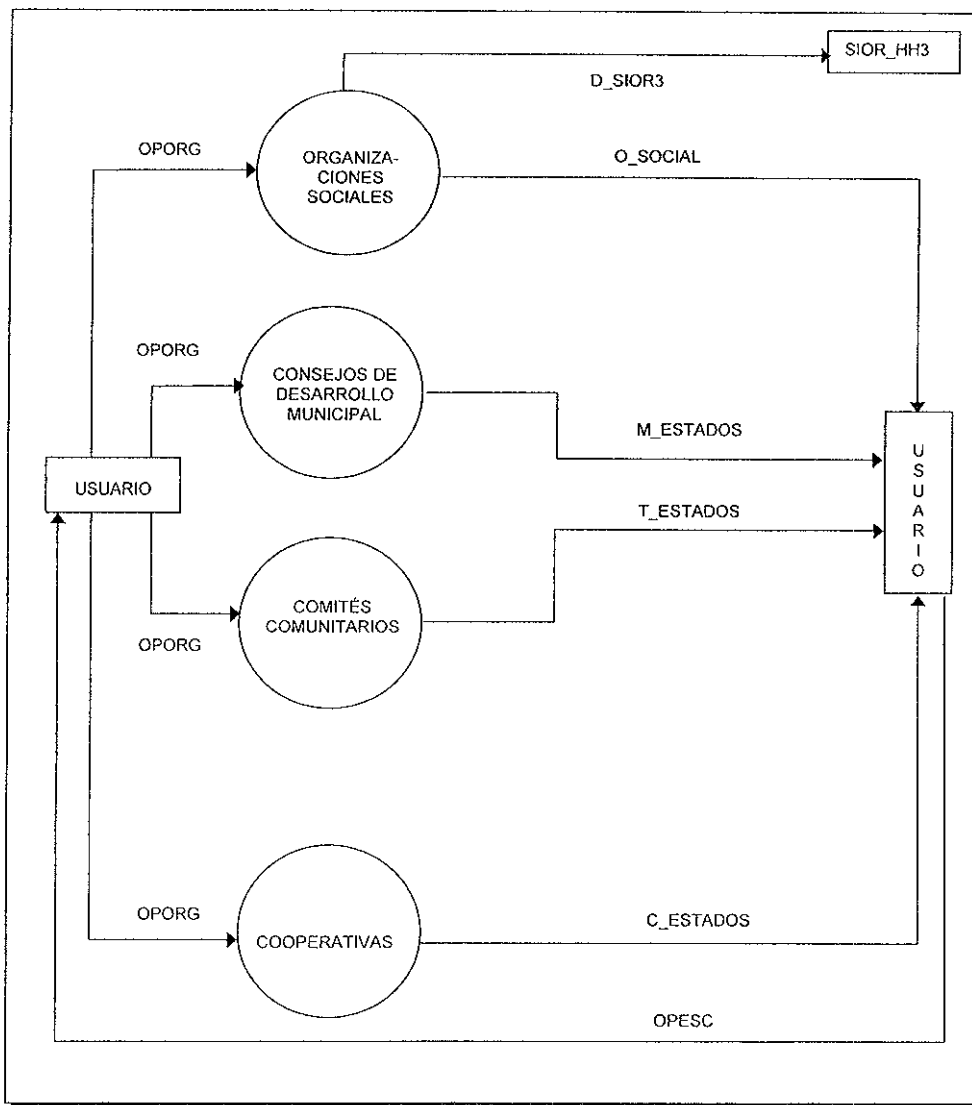 SIOR_HH3
D_SIOR3
OPORG
ORGANIZA-
CIONES
SOCIALES
O_SOCIAL
OPORG
CONSEJOS DE
DESARROLLO
MUNICIPAL
M_ESTADOS
USUARIO
U
S
U
A
R
I
O
T_ESTADOS
COMITÉS
COMUNITARIOS
OPORG
OPORG
COOPERATIVAS
C_ESTADOS
OPESC